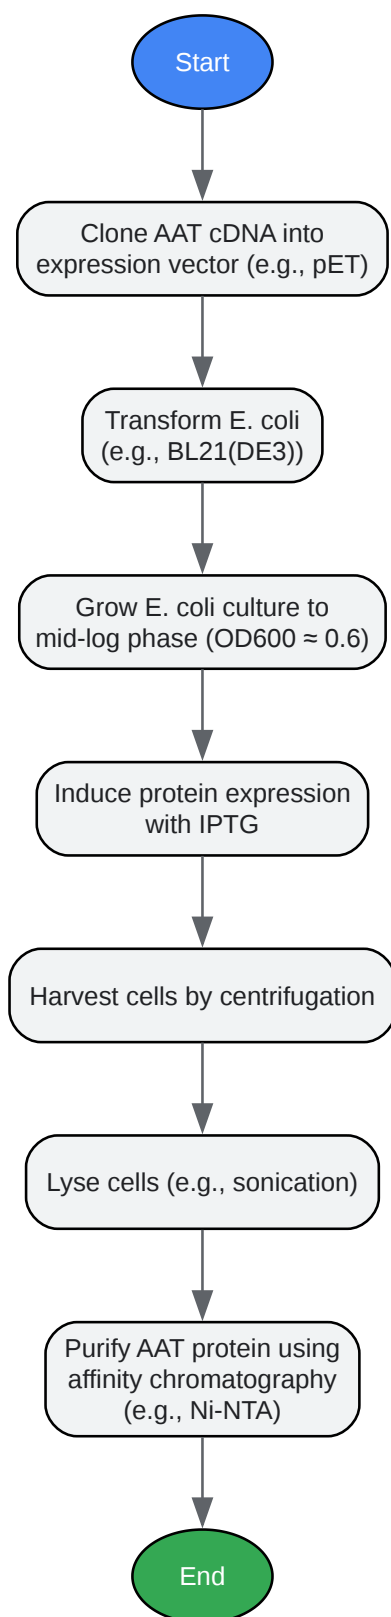 Start
Clone AAT cDNA into
expression vector (e.g., pET)
Transform E. coli
(e.g., BL21(DE3))
Grow E. coli culture to
mid-log phase (OD600 ≈ 0.6)
Induce protein expression
with IPTG
Harvest cells by centrifugation
Lyse cells (e.g., sonication)
Purify AAT protein using
affinity chromatography
(e.g., Ni-NTA)
End